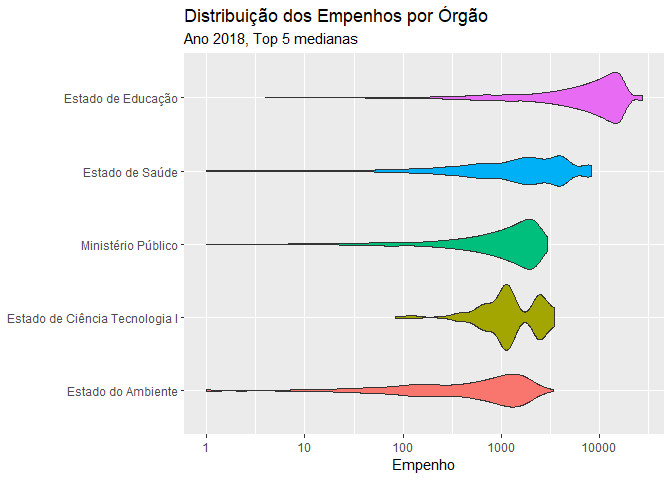 Distribuição dos Empenhos por Órgão
Ano 2018, Top 5 medianas
Estado de Educação
Estado de Saúde
Ministério Público
Estado de Ciência Tecnologia I
Estado do Ambiente
1 10 100 1000 10000
Empenho